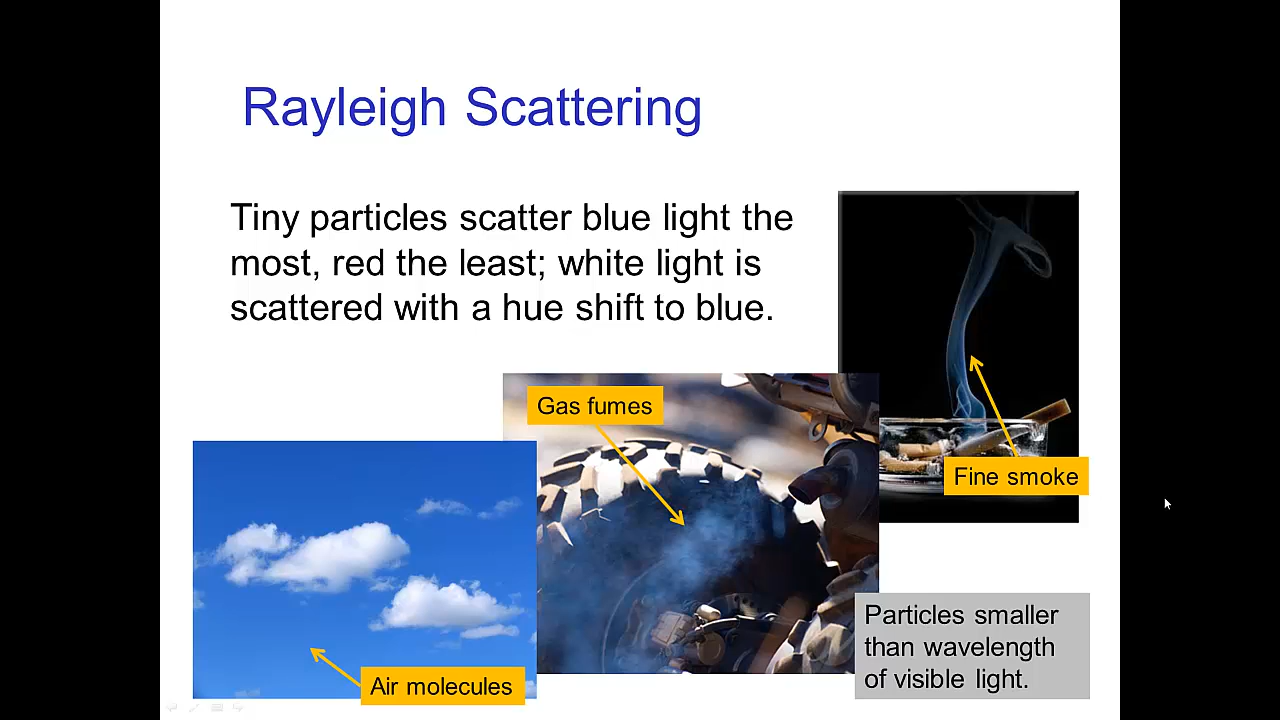 Rayleigh Scattering
Tiny particles scatter blue light the
most, red the least; white light is
scattered with a hue shift to blue.
Gas fumes
Fine smoke
Particles smaller
than wavelength
of visible light.
Air molecules